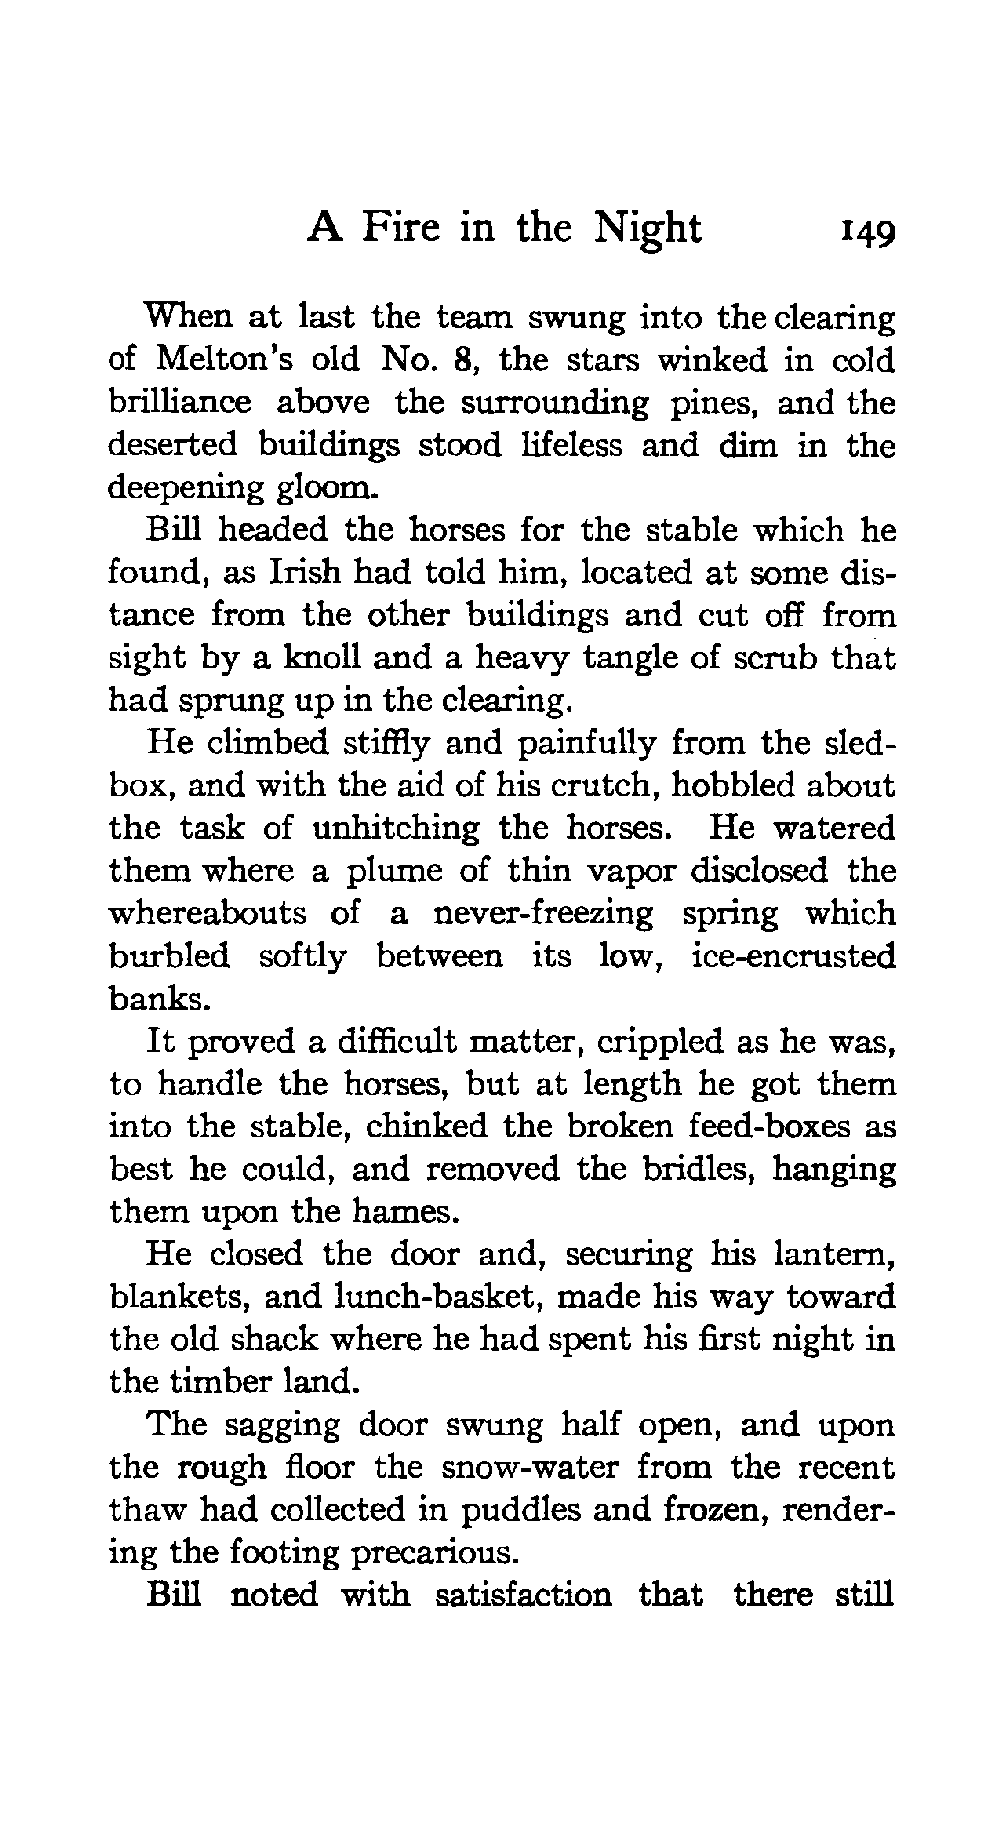 A Fire in the Night 149
When at last the team swung into the clearing
of Melton's old No. 8, the stars winked in cold
brilliance above the surrounding pines, and the
deserted buildings stood lifeless and dim in the
deepening gloom.
Bill headed the horses for the stable which he
found, as Irish had told him, located at some dis-
tance from the other buildings and cut off from
sight by a knoll and a heavy tangle of scrub that
had sprung up in the clearing.
He climbed stiffly and painfully from the sled-
box, and with the aid of his crutch, hobbled about
the task of unhitching the horses. He watered
them where a plume of thin vapor disclosed the
whereabouts of a never-freezing spring which
burbled softly between its low, ice-encrusted
banks.
It proved a difficult matter, crippled as he was,
to handle the horses, but at length he got them
into the stable, chinked the broken feed-boxes as
best he could, and removed the bridles, hanging
them upon the hames.
He closed the door and, securing his lantern,
blankets, and lunch-basket, made his way toward
the old shack where he had spent his first night in
the timber land.
The sagging door swung half open, and upon
the rough floor the snow-water from the recent
thaw had collected in puddles and frozen, render-
ing the footing precarious.
Bill noted with satisfaction that there still